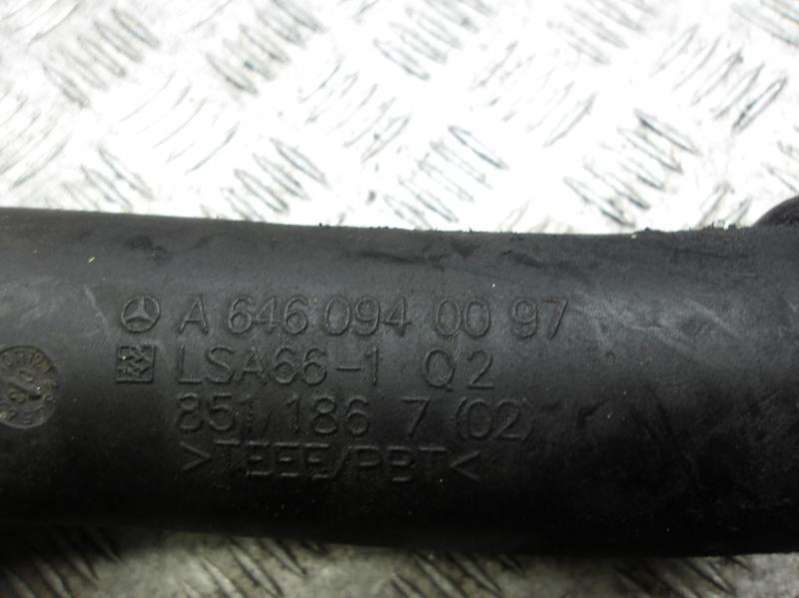 A 646 094 00 97
LSA66-1 Q2
851 186 7 (02)
>TEEE/PBT<